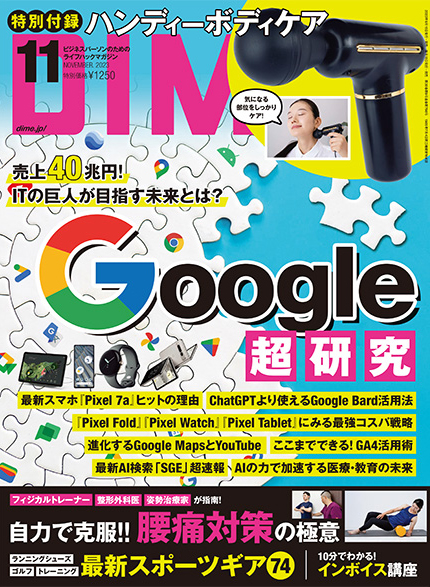 特別付録
ハンディーボディケア
11
ビジネスパーソンのための
ライフハックマガジン
NOVEMBER. 2023
特別価格¥1250
DIM
dime.jp/
気になる
部位をしっかり
ケア!
売上40兆円!
ITの巨人が目指す未来とは?
Google
超研究
最新スマホ『Pixel 7a』ヒットの理由
ChatGPTより使えるGoogle Bard活用法
『Pixel Fold』『Pixel Watch』『Pixel Tablet』にみる最強コスパ戦略
進化するGoogle MapsとYouTube
ここまでできる!GA4活用術
最新AI検索「SGE」超速報
AIの力で加速する医療・教育の未来
フィジカルトレーナー 整形外科医 姿勢治療家が指南!
自力で克服!!腰痛対策の極意
ランニングシューズ
ゴルフ トレーニング
最新スポーツギア74
10分でわかる!
インボイス講座